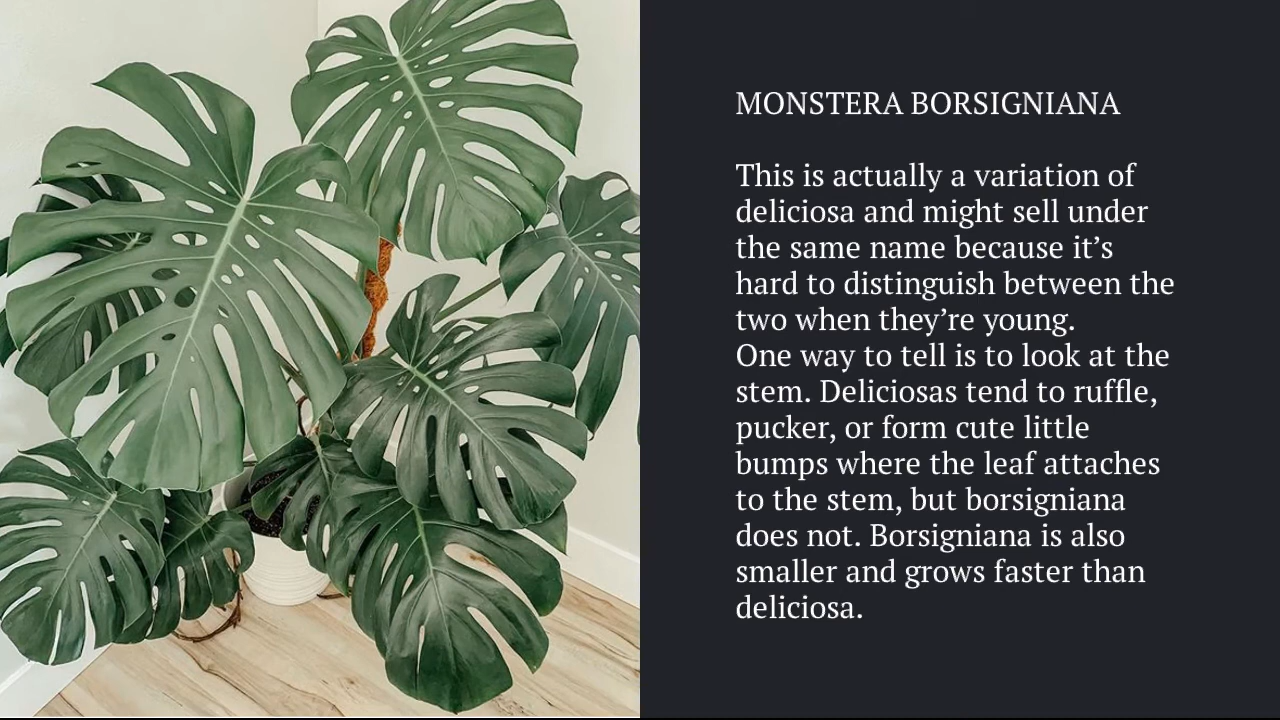 MONSTERA BORSIGNIANA
This is actually a variation of
deliciosa and might sell under
the same name because it’s
hard to distinguish between the
two when they’re young.
One way to tell is to look at the
stem. Deliciosas tend to ruffle,
pucker, or form cute little
bumps where the leaf attaches
to the stem, but borsigniana
does not. Borsigniana is also
smaller and grows faster than
deliciosa.